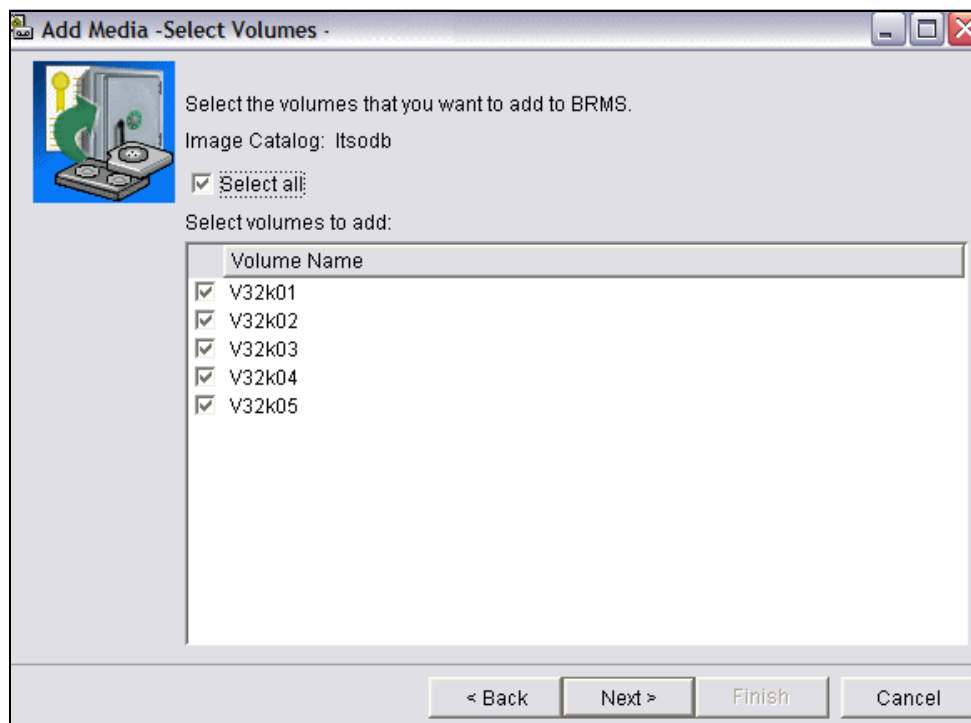 Add Media -Select Volumes -
Select the volumes that you want to add to BRMS.
Image Catalog: Itsodb
Select all
Select volumes to add:
Volume Name
V32k01
V32k02
V32k03
V32k04
V32k05
< Back Next > Finish Cancel